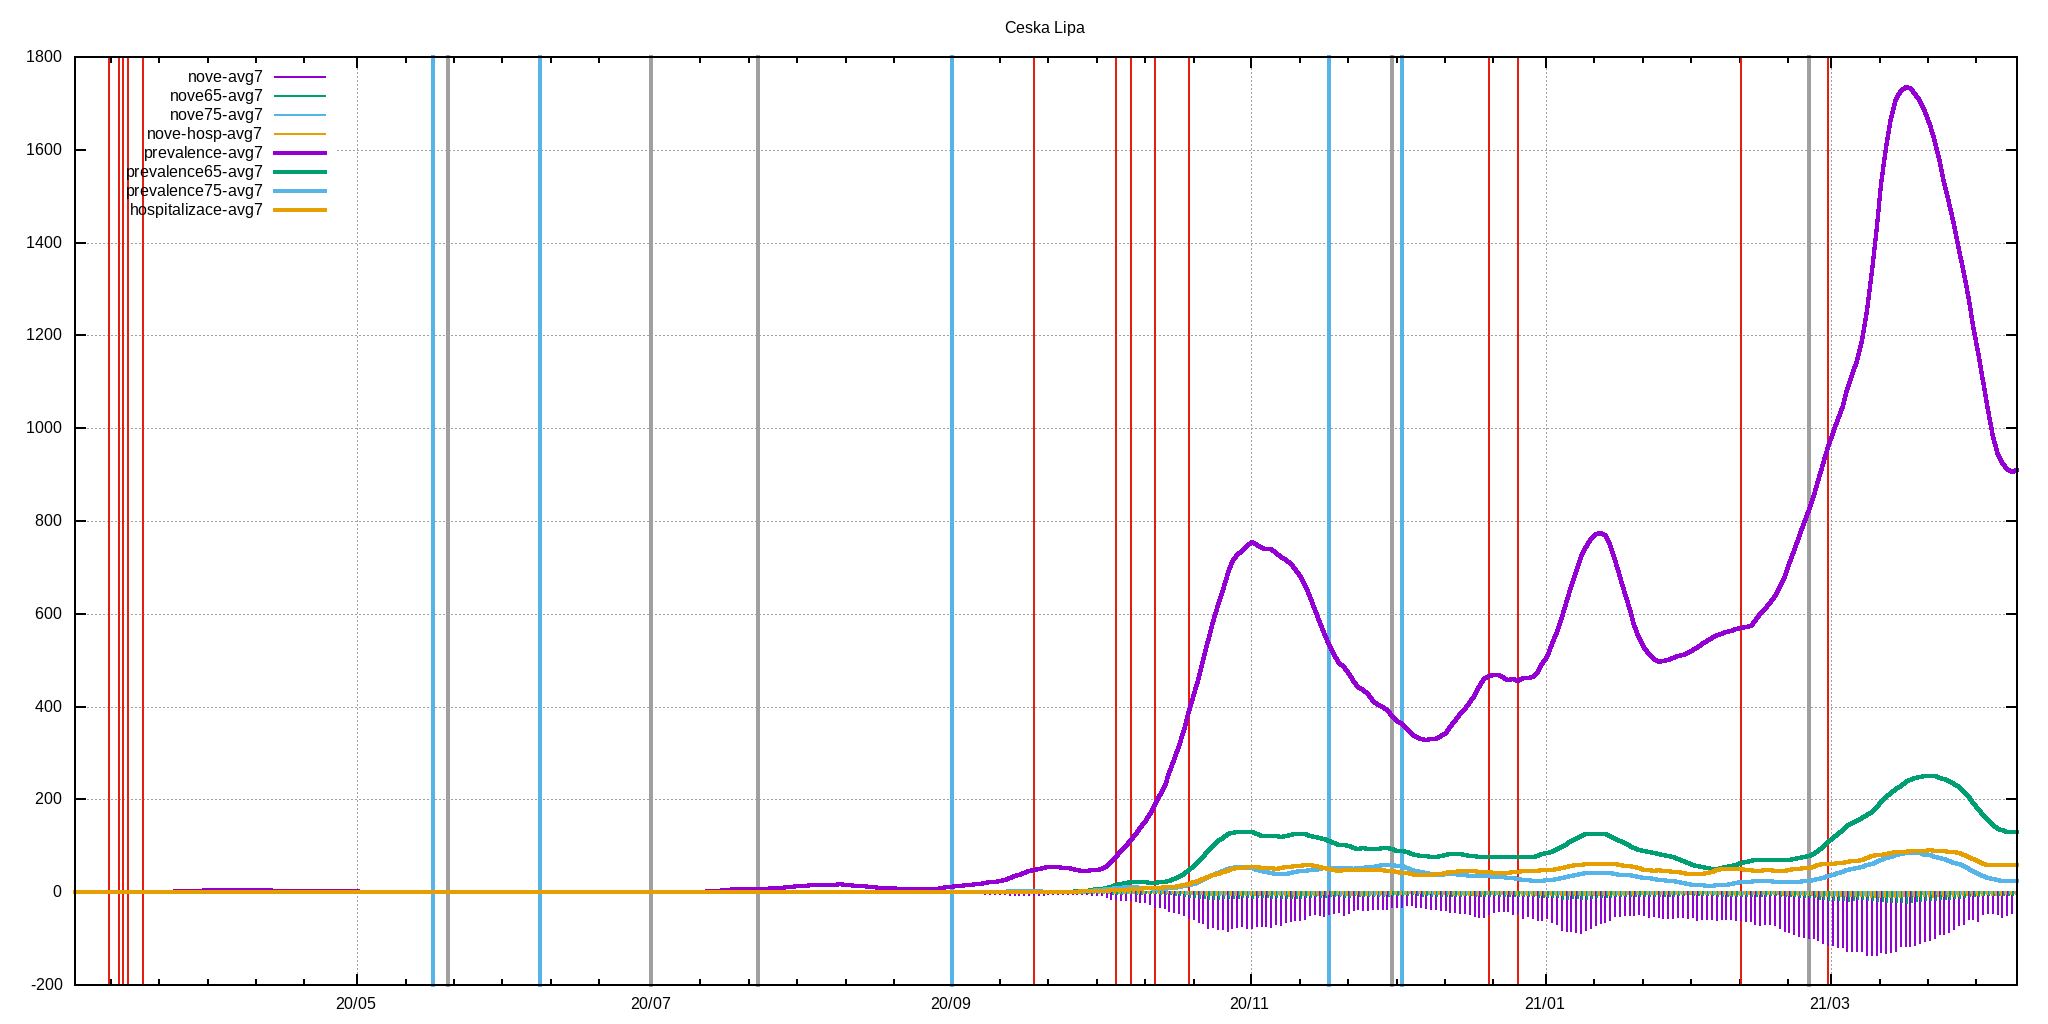 Ceska Lipa
1800
1600
1400
1200
1000
800
600
400
200
0
-200
nove-avg7
nove65-avg7
nove75-avg7
nove-hosp-avg7
prevalence-avg7
prevalence65-avg7
prevalence75-avg7
hospitalizace-avg7
20/05
20/07
20/09
20/11
21/01
21/03